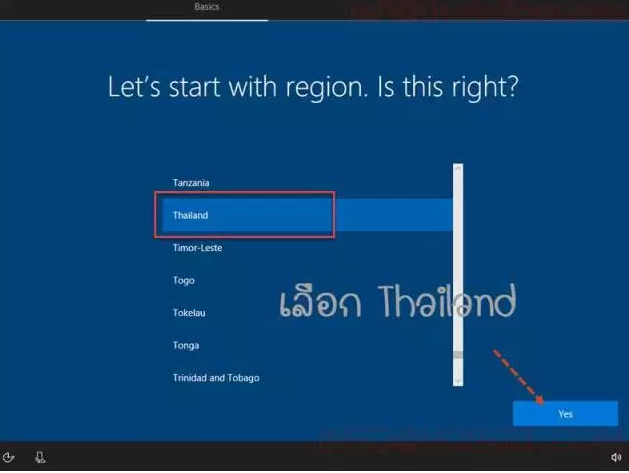 Basics
Let's start with region. Is this right?
Tanzania
Thailand
Timor-Leste
Togo
เลือก Thailand
Tokelau
Tonga
Trinidad and Tobago
Yes